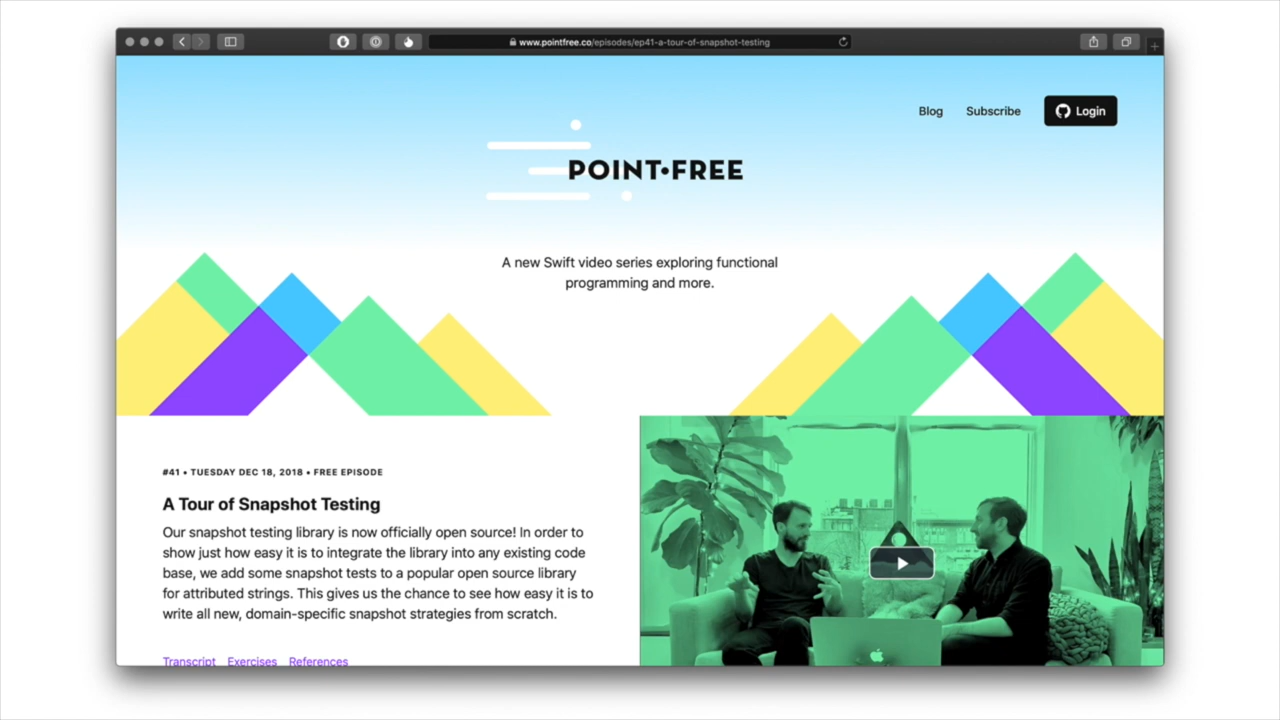 www.pointfree.co/episodes/ep41-a-tour-of-snapshot-testing
Blog Subscribe Login
POINT•FREE
A new Swift video series exploring functional
programming and more.
#41 • TUESDAY DEC 18, 2018 • FREE EPISODE
A Tour of Snapshot Testing
Our snapshot testing library is now officially open source! In order to
show just how easy it is to integrate the library into any existing code
base, we add some snapshot tests to a popular open source library
for attributed strings. This gives us the chance to see how easy it is to
write all new, domain-specific snapshot strategies from scratch.
Transcript Exercises References